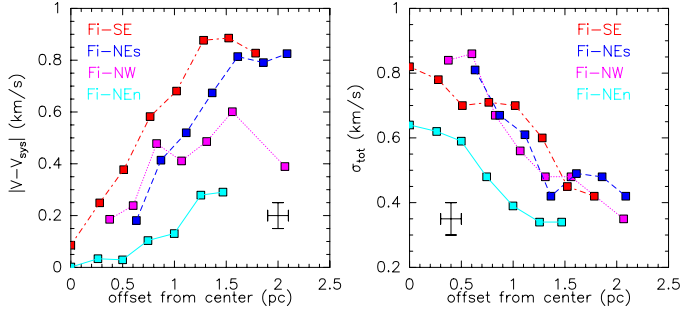 Fi-SE
Fi-NEs
Fi-NW
Fi-NEn
|V-V_sys| (km/s)
1
0.8
0.6
0.4
0.2
0
0 0.5 1 1.5 2 2.5
offset from center (pc)
Fi-SE
Fi-NEs
Fi-NW
Fi-NEn
σ_tot (km/s)
1
0.8
0.6
0.4
0.2
0 0.5 1 1.5 2 2.5
offset from center (pc)